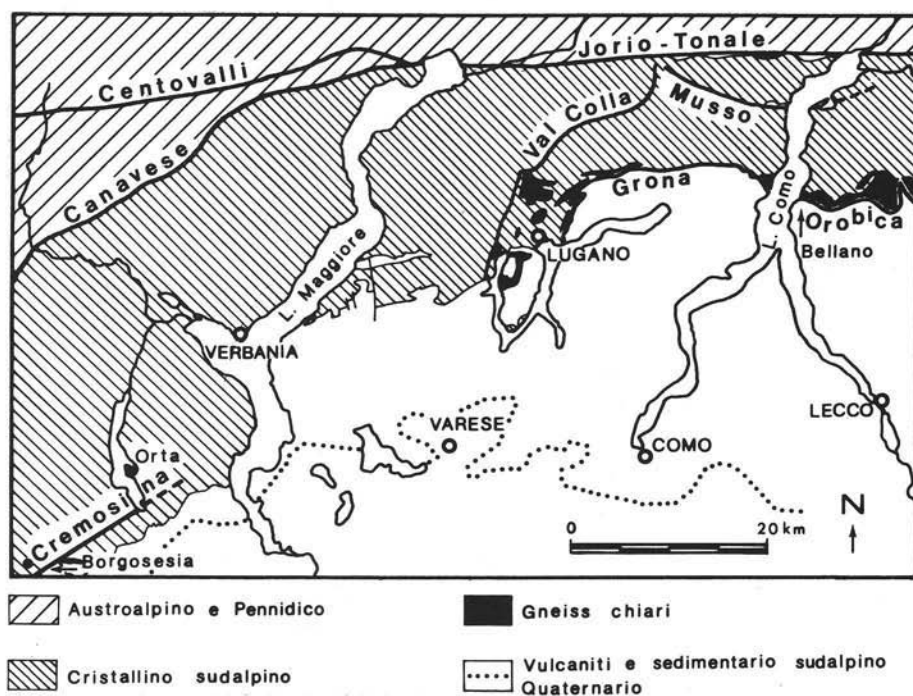 Jorio-Tonale
Centovalli
Val Colla
Musso
Canavese
Grona
L. Como
Orobica
LUGANO
Bellano
L. Maggiore
VERBANIA
LECCO
VARESE
COMO
Orta
Cremosina
N
0 20 km
Borgosesia
Austroalpino e Pennidico
Gneiss chiari
Cristallino sudalpino
Vulcaniti e sedimentario sudalpino
Quaternario